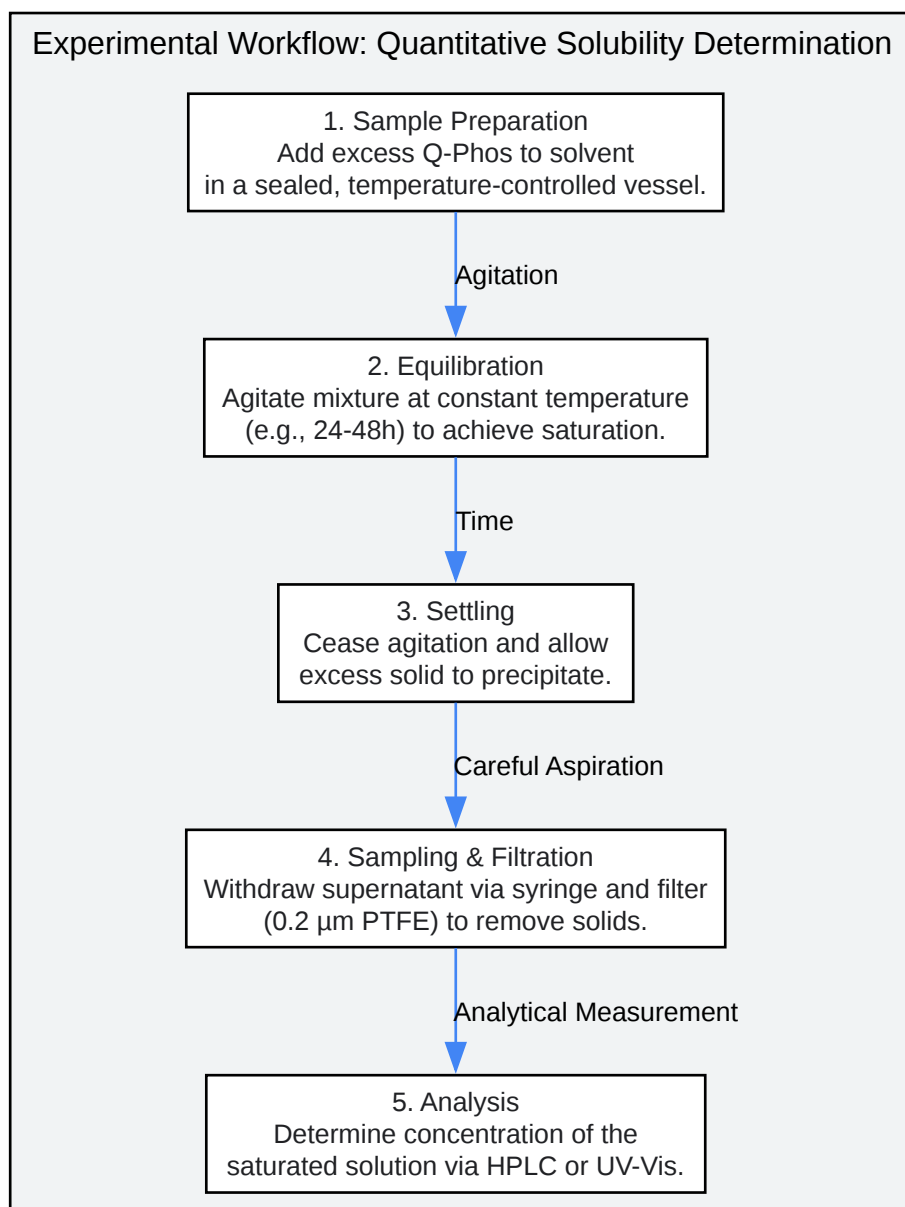 Experimental Workflow: Quantitative Solubility Determination
1. Sample Preparation
Add excess Q-Phos to solvent
in a sealed, temperature-controlled vessel.
Agitation
2. Equilibration
Agitate mixture at constant temperature
(e.g., 24-48h) to achieve saturation.
Time
3. Settling
Cease agitation and allow
excess solid to precipitate.
Careful Aspiration
4. Sampling & Filtration
Withdraw supernatant via syringe and filter
(0.2 µm PTFE) to remove solids.
Analytical Measurement
5. Analysis
Determine concentration of the
saturated solution via HPLC or UV-Vis.